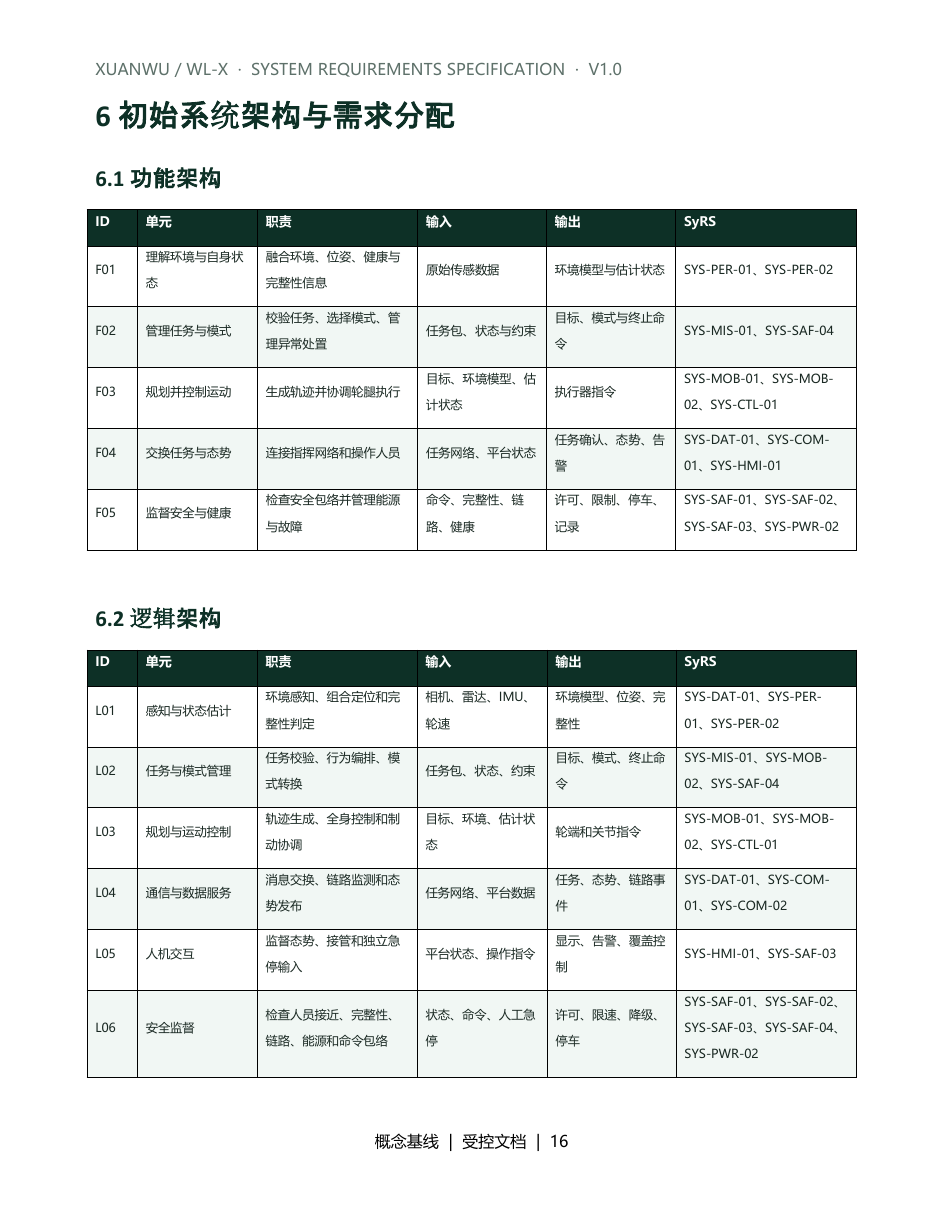 XUANWU / WL-X · SYSTEM REQUIREMENTS SPECIFICATION · V1.0
6 初始系统架构与需求分配
6.1 功能架构
ID 单元 职责 输入 输出 SyRS
F01 理解环境与自身状态 融合环境、位姿、健康与完整性信息 原始传感数据 环境模型与估计状态 SYS-PER-01、SYS-PER-02
F02 管理任务与模式 校验任务、选择模式、管理异常处置 任务包、状态与约束 目标、模式与终止命令 SYS-MIS-01、SYS-SAF-04
F03 规划并控制运动 生成轨迹并协调轮腿执行 目标、环境模型、估计状态 执行器指令 SYS-MOB-01、SYS-MOB-02、SYS-CTL-01
F04 交换任务与态势 连接指挥网络和操作人员 任务网络、平台状态 任务确认、态势、告警 SYS-DAT-01、SYS-COM-01、SYS-HMI-01
F05 监督安全与健康 检查安全包络并管理能源与故障 命令、完整性、链路、健康 许可、限制、停车、记录 SYS-SAF-01、SYS-SAF-02、SYS-SAF-03、SYS-PWR-02
6.2 逻辑架构
ID 单元 职责 输入 输出 SyRS
L01 感知与状态估计 环境感知、组合定位和完整性判定 相机、雷达、IMU、轮速 环境模型、位姿、完整性 SYS-DAT-01、SYS-PER-01、SYS-PER-02
L02 任务与模式管理 任务校验、行为编排、模式转换 任务包、状态、约束 目标、模式、终止命令 SYS-MIS-01、SYS-MOB-02、SYS-SAF-04
L03 规划与运动控制 轨迹生成、全身控制和制动协调 目标、环境、估计状态 轮端和关节指令 SYS-MOB-01、SYS-MOB-02、SYS-CTL-01
L04 通信与数据服务 消息交换、链路监测和态势发布 任务网络、平台数据 任务、态势、链路事件 SYS-DAT-01、SYS-COM-01、SYS-COM-02
L05 人机交互 监督态势、接管和独立急停输入 平台状态、操作指令 显示、告警、覆盖控制 SYS-HMI-01、SYS-SAF-03
L06 安全监督 检查人员接近、完整性、链路、能源和命令包络 状态、命令、人工急停 许可、限速、降级、停车 SYS-SAF-01、SYS-SAF-02、SYS-SAF-03、SYS-SAF-04、SYS-PWR-02
概念基线 | 受控文档 | 16